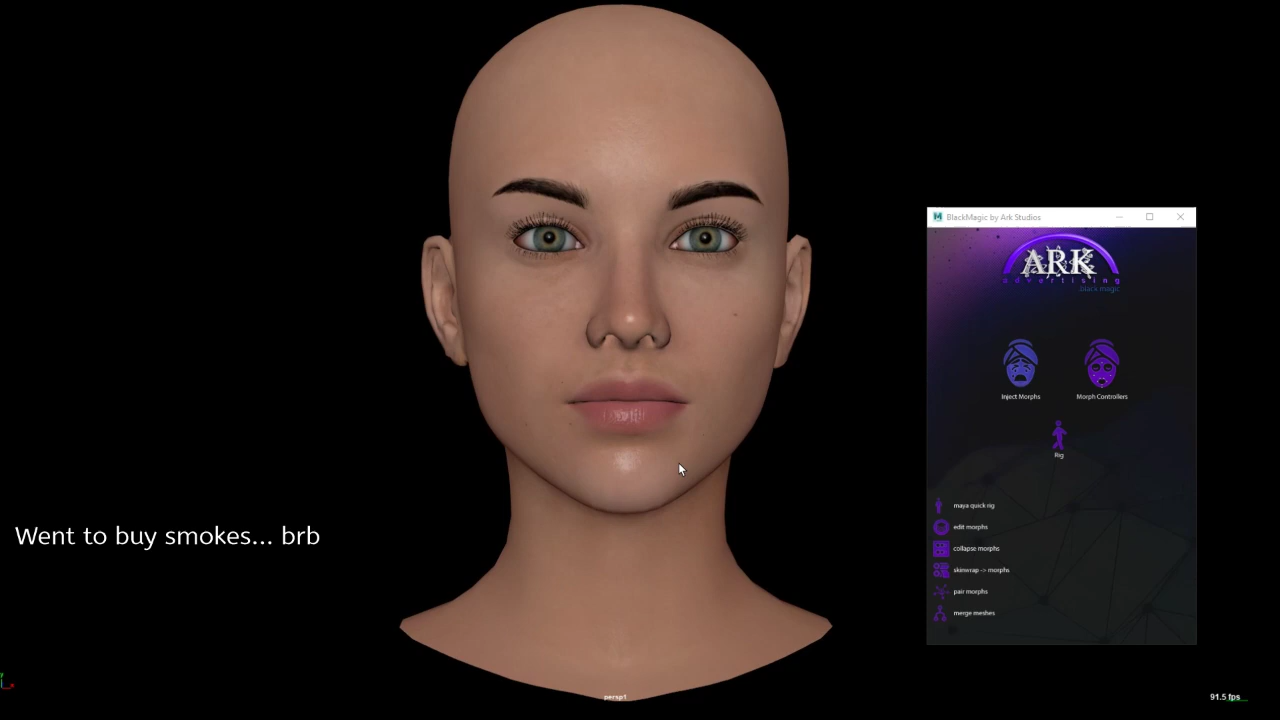 BlackMagic by Ark Studios
ARK
advertising
black magic
Inject Morphs
Morph Controllers
Rig
maya quick rig
edit morphs
collapse morphs
skinwrap -> morphs
pair morphs
merge meshes
Went to buy smokes... brb
persp1
91.5 fps